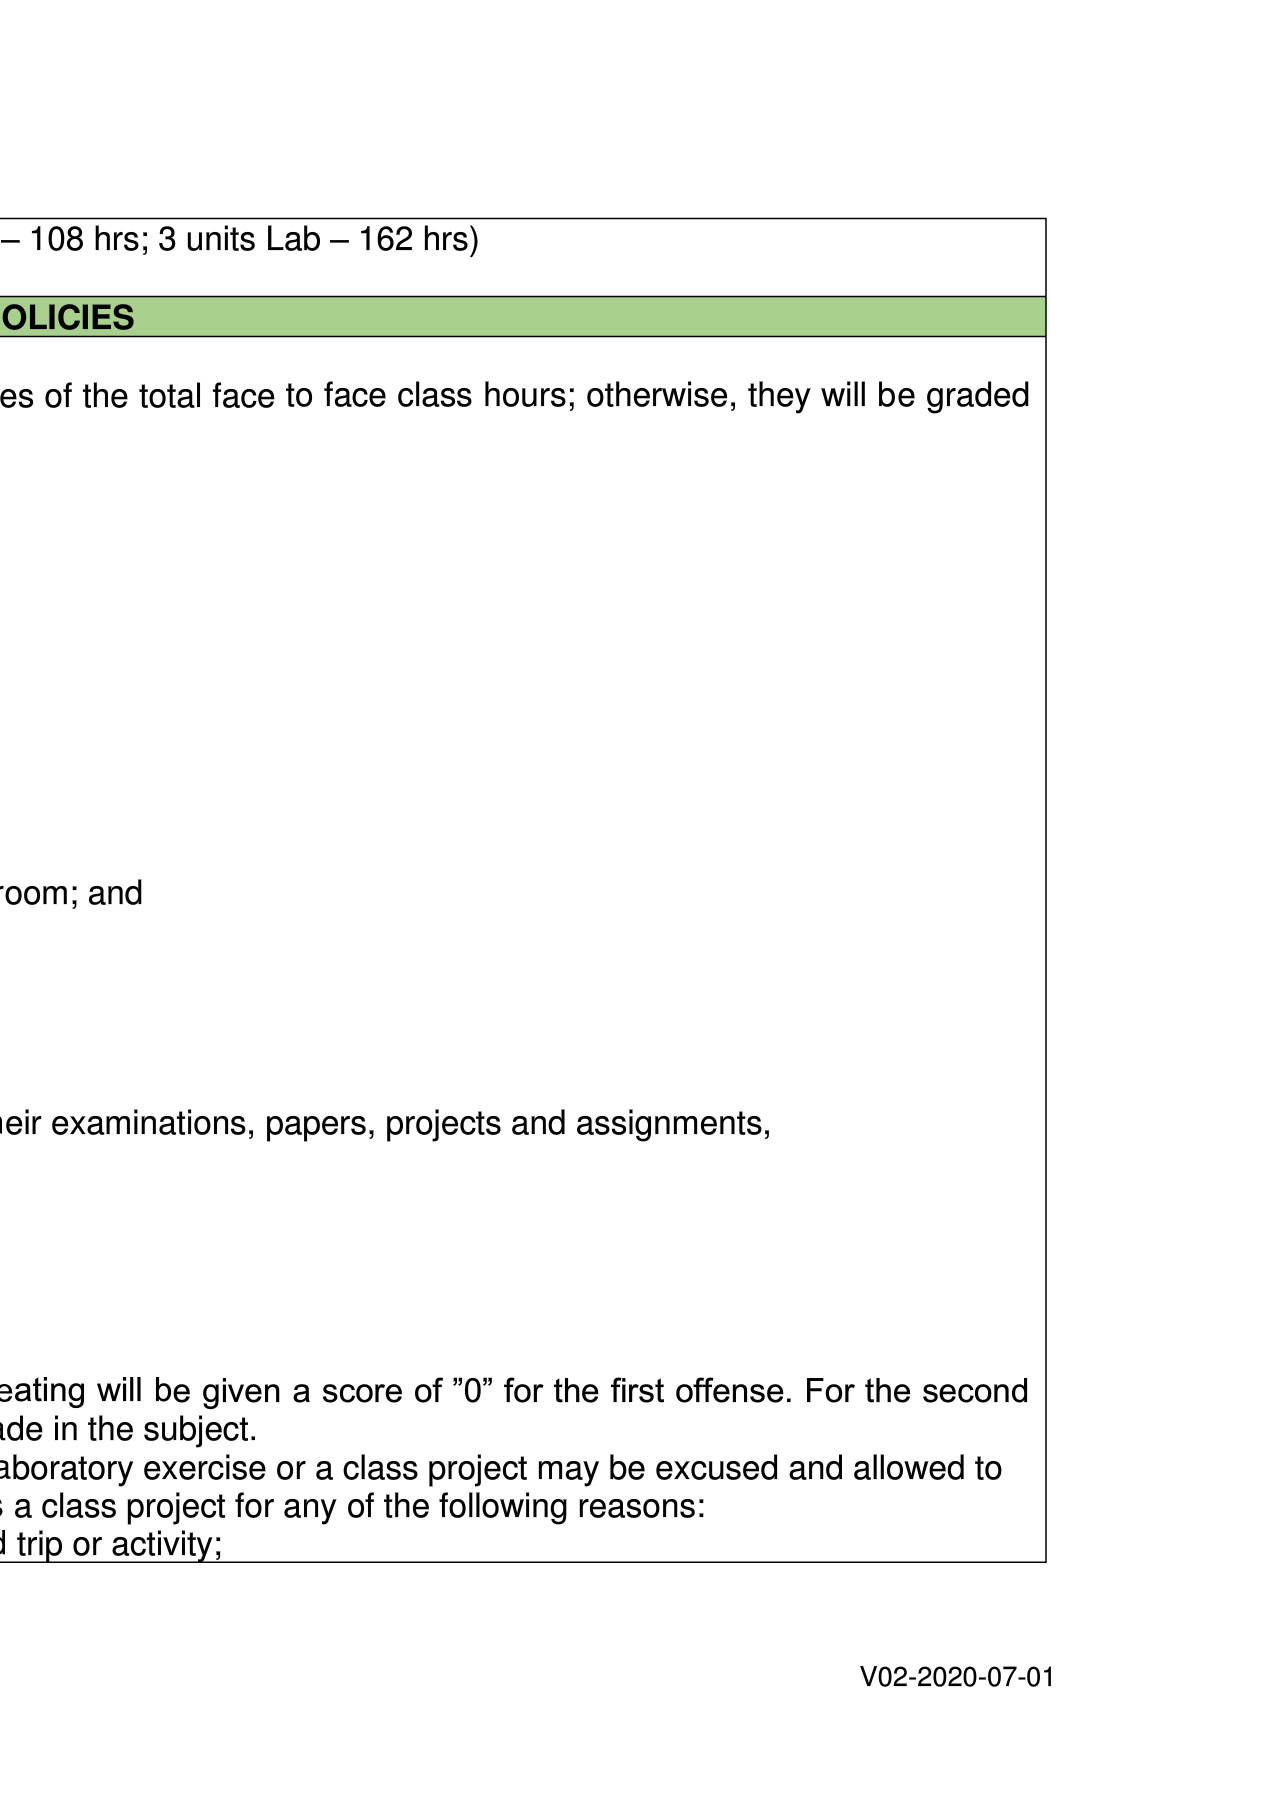 – 108 hrs; 3 units Lab – 162 hrs)
OLICIES
es of the total face to face class hours; otherwise, they will be graded
room; and
heir examinations, papers, projects and assignments,
eating will be given a score of ”0” for the first offense. For the second
ade in the subject.
aboratory exercise or a class project may be excused and allowed to
s a class project for any of the following reasons:
d trip or activity;
V02-2020-07-01